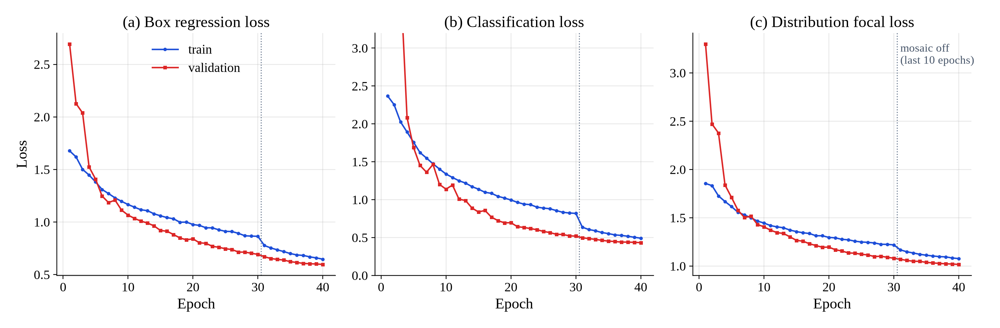 (a) Box regression loss
train
validation
Loss
2.5
2.0
1.5
1.0
0.5
0 10 20 30 40
Epoch
(b) Classification loss
3.0
2.5
2.0
1.5
1.0
0.5
0.0
0 10 20 30 40
Epoch
(c) Distribution focal loss
mosaic off
(last 10 epochs)
3.0
2.5
2.0
1.5
1.0
0 10 20 30 40
Epoch